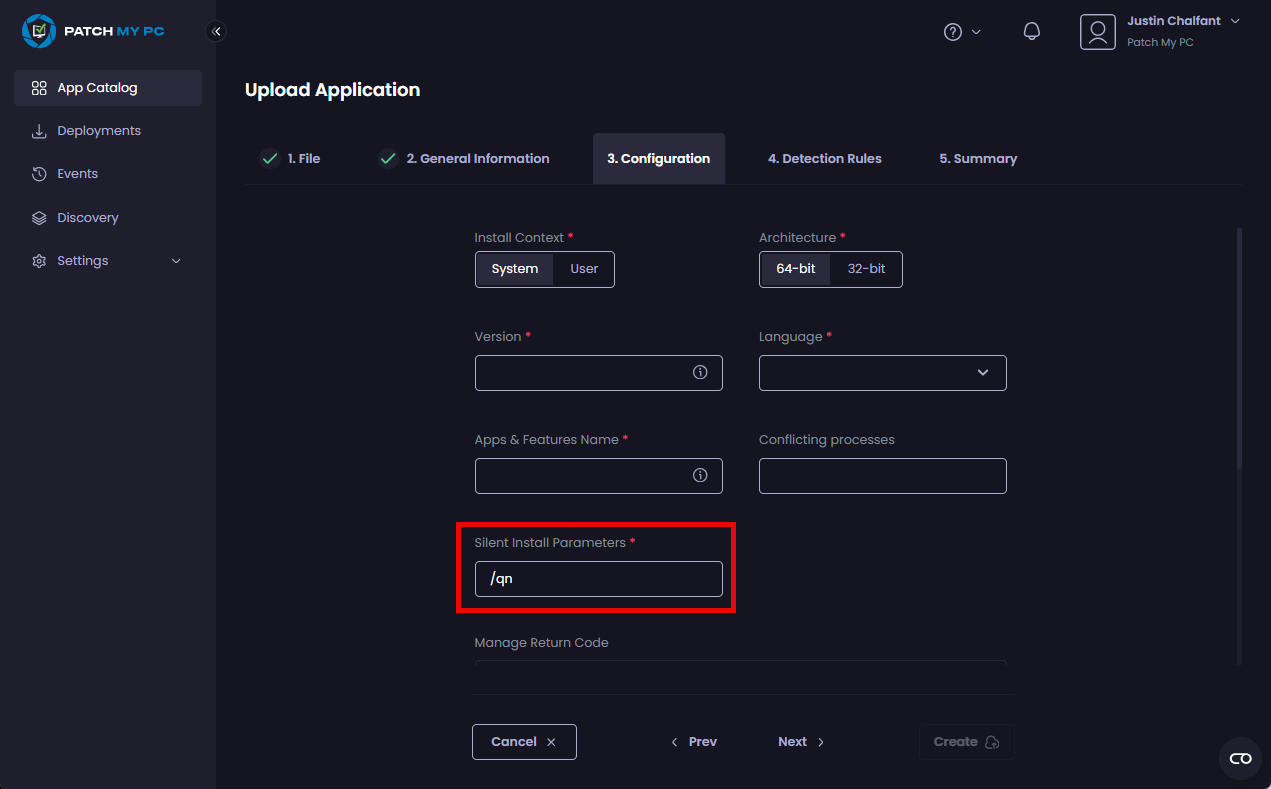 PATCH MY PC
Justin Chalfant
Patch My PC
App Catalog
Deployments
Events
Discovery
Settings
Upload Application
1. File
2. General Information
3. Configuration
4. Detection Rules
5. Summary
Install Context *
Architecture *
System
User
64-bit
32-bit
Version *
Language *
Apps & Features Name *
Conflicting processes
Silent Install Parameters *
/qn
Manage Return Code
Cancel
Prev
Next
Create